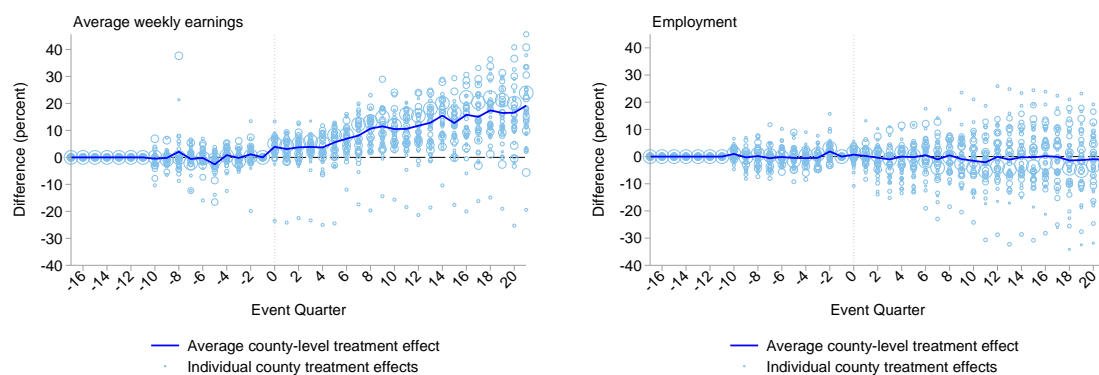 Average weekly earnings
Difference (percent)
40
30
20
10
0
-10
-20
-30
-40
-16 -14 -12 -10 -8 -6 -4 -2 0 2 4 6 8 10 12 14 16 18 20
Event Quarter
Average county-level treatment effect
Individual county treatment effects
Employment
Difference (percent)
40
30
20
10
0
-10
-20
-30
-40
-16 -14 -12 -10 -8 -6 -4 -2 0 2 4 6 8 10 12 14 16 18 20
Event Quarter
Average county-level treatment effect
Individual county treatment effects